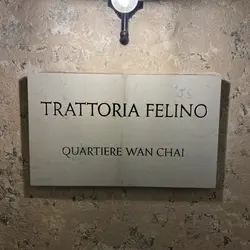 TRATTORIA FELINO
QUARTIERE WAN CHAI